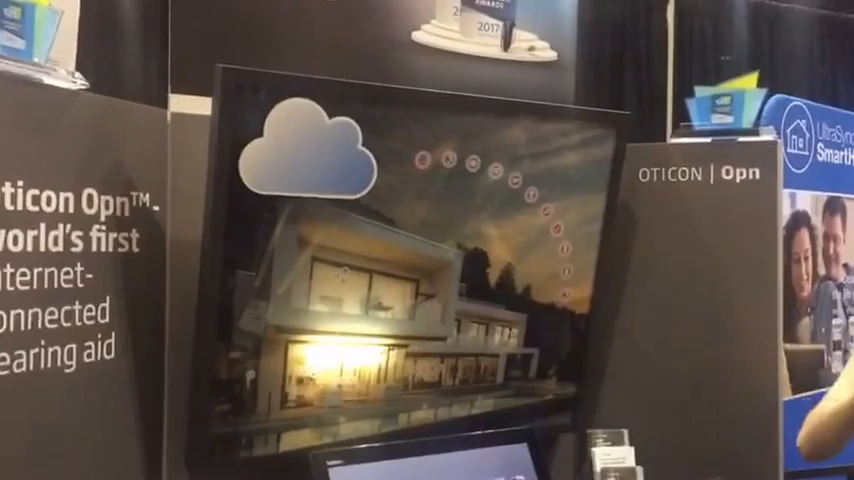 AWARDS
2017
ticon Opn™-
world's first
nternet-
onnected
earing aid
OTICON | Opn
UltraSync
SmartH